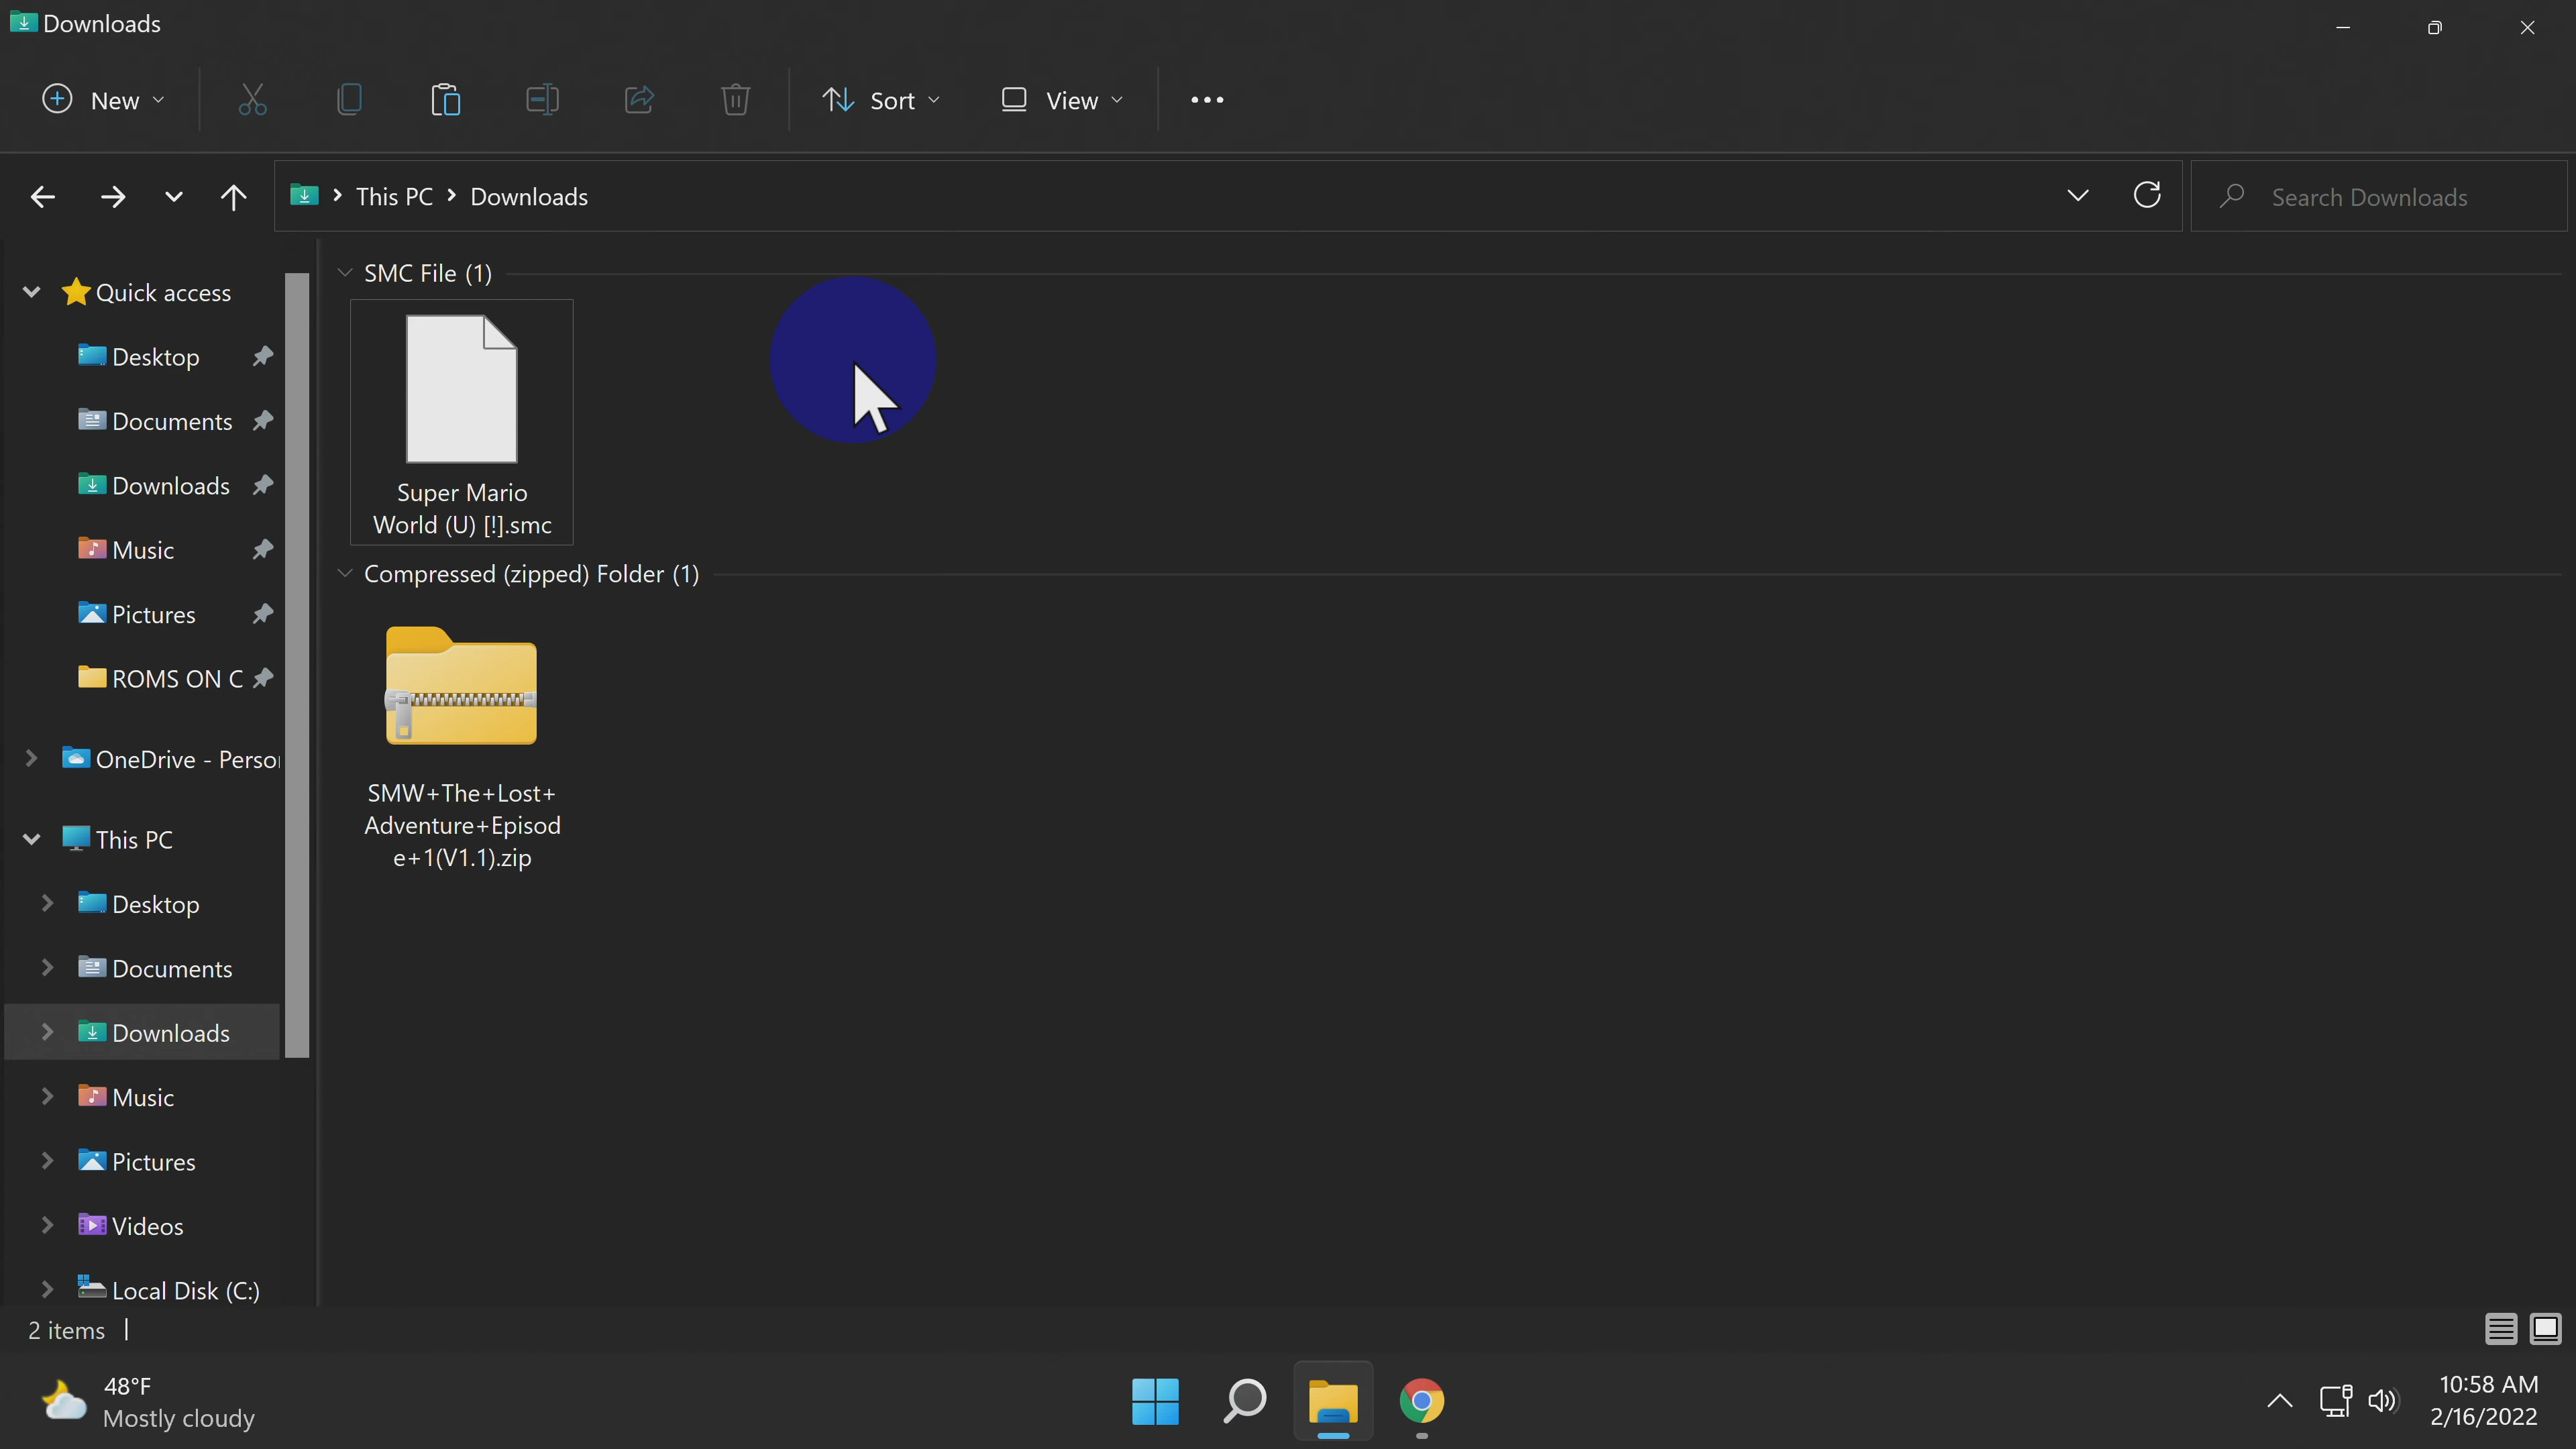 Downloads
New
Sort
View
This PC
Downloads
Search Downloads
Quick access
Desktop
Documents
Downloads
Music
Pictures
ROMS ON C
OneDrive - Person
This PC
Desktop
Documents
Downloads
Music
Pictures
Videos
Local Disk (C:)
SMC File (1)
Super Mario
World (U) [!].smc
Compressed (zipped) Folder (1)
SMW+The+Lost+
Adventure+Episod
e+1(V1.1).zip
2 items
48°F
Mostly cloudy
10:58 AM
2/16/2022